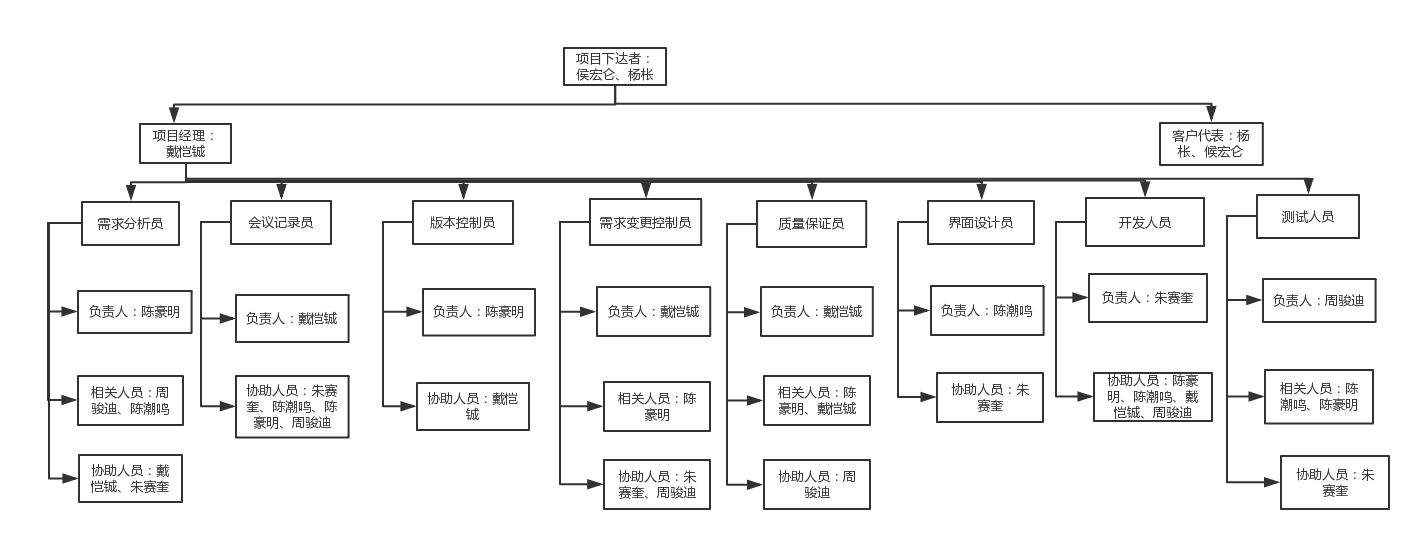 项目下达者：
侯宏仑、杨枨
项目经理：
戴恺铖
客户代表：杨
枨、候宏仑
需求分析员
会议记录员
版本控制员
需求变更控制员
质量保证员
界面设计员
开发人员
测试人员
负责人：陈豪明
负责人：戴恺铖
负责人：陈豪明
负责人：戴恺铖
负责人：戴恺铖
负责人：陈潮鸣
负责人：朱赛奎
负责人：周骏迪
相关人员：周
骏迪、陈潮鸣
协助人员：朱赛
奎、陈潮鸣、陈
豪明、周骏迪
协助人员：戴恺
铖
相关人员：陈
豪明
相关人员：陈
豪明、戴恺铖
协助人员：朱
赛奎
协助人员：陈豪
明、陈潮鸣、戴
恺铖、周骏迪
相关人员：陈
潮鸣、陈豪明
协助人员：戴
恺铖、朱赛奎
协助人员：朱
赛奎、周骏迪
协助人员：周
骏迪
协助人员：朱
赛奎